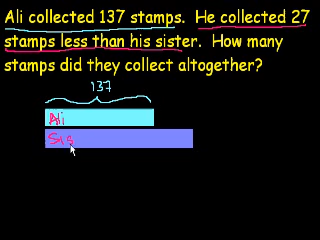 Ali collected 137 stamps. He collected 27
stamps less than his sister. How many
stamps did they collect altogether?
137
Ali
Sis